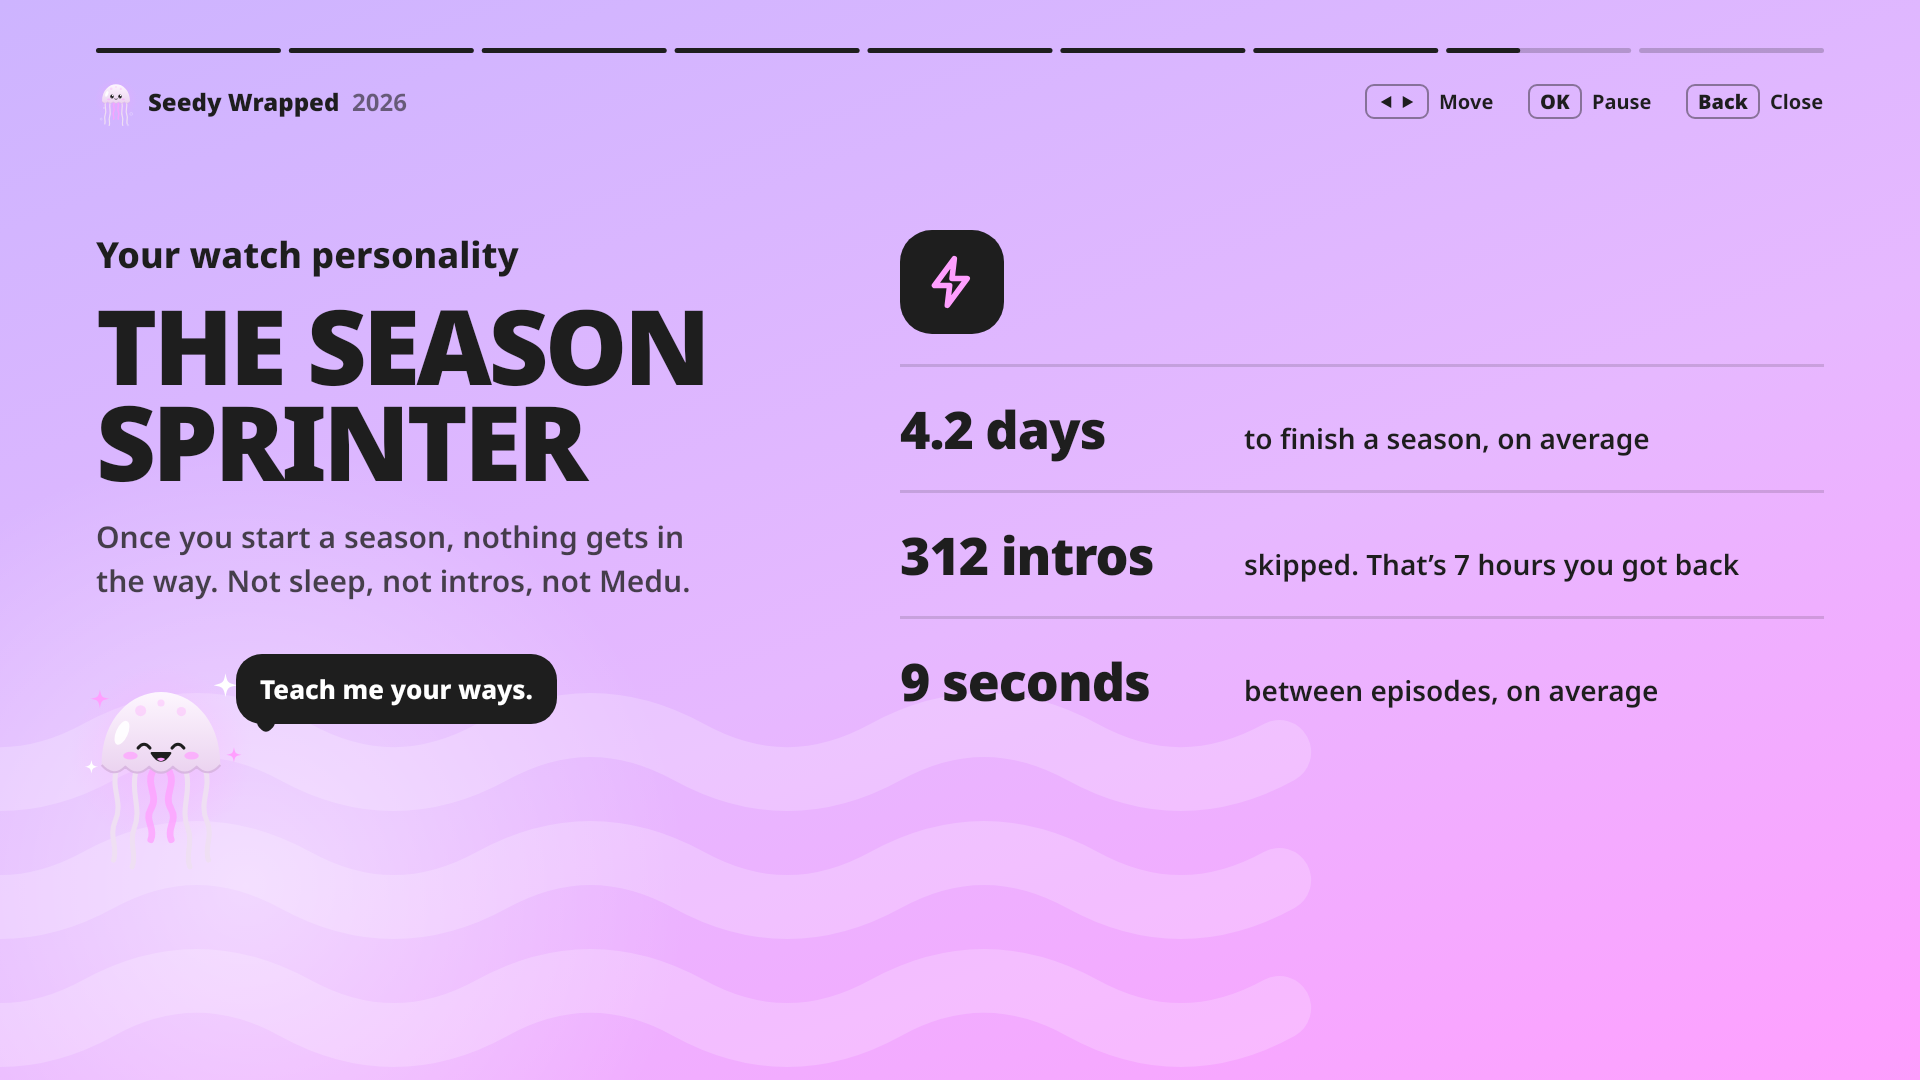 Seedy Wrapped 2026
◀ ▶ Move OK Pause Back Close
Your watch personality
THE SEASON
SPRINTER
Once you start a season, nothing gets in
the way. Not sleep, not intros, not Medu.
Teach me your ways.
4.2 days to finish a season, on average
312 intros skipped. That’s 7 hours you got back
9 seconds between episodes, on average